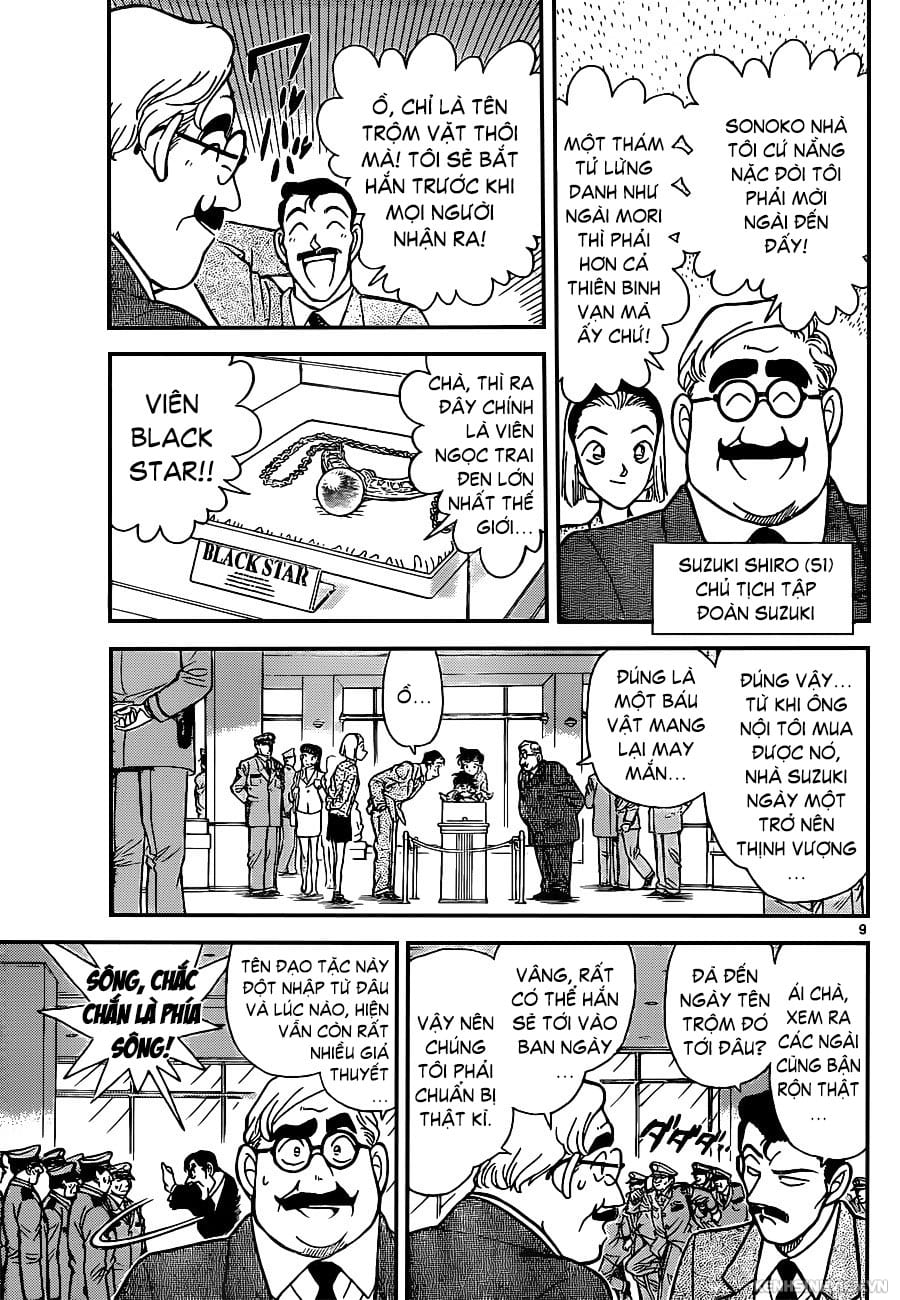 SONOKO NHÀ
TÔI CỨ NẰNG
NẶC ĐÒI TÔI
PHẢI MỜI
NGÀI ĐẾN
ĐẤY!
MỘT THÁM
TỬ LỪNG
DANH NHƯ
NGÀI MORI
THÌ PHẢI
HƠN CẢ
THIÊN BINH
VẠN MÃ
ẤY CHỨ!
SUZUKI SHIRO (51)
CHỦ TỊCH TẬP
ĐOÀN SUZUKI
Ồ, CHỈ LÀ TÊN
TRỘM VẶT THÔI
MÀ! TÔI SẼ BẮT
HẮN TRƯỚC KHI
MỌI NGƯỜI
NHẬN RA!
CHÀ, THÌ RA
ĐÂY CHÍNH
LÀ VIÊN
NGỌC TRAI
ĐEN LỚN
NHẤT THẾ
GIỚI...
VIÊN
BLACK
STAR!!
BLACK STAR
ĐÚNG VẬY...
TỪ KHI ÔNG
NỘI TÔI MUA
ĐƯỢC NÓ,
NHÀ SUZUKI
NGÀY MỘT
TRỞ NÊN
THỊNH VƯỢNG
...
ĐÚNG LÀ
MỘT BÁU
VẬT MANG
LẠI MAY
MẮN...
Ồ...
9
ÁI CHÀ,
XEM RA
CÁC NGÀI
CŨNG BẬN
RỘN THẬT
...
ĐÃ ĐẾN
NGÀY TÊN
TRỘM ĐÓ
TỚI ĐÂU?
VÂNG, RẤT
CÓ THỂ HẮN
SẼ TỚI VÀO
BAN NGÀY
...
VẬY NÊN
CHÚNG
TÔI PHẢI
CHUẨN BỊ
THẬT KĨ.
ダダダ
TÊN ĐẠO TẶC NÀY
ĐỘT NHẬP TỪ ĐÂU
VÀ LÚC NÀO, HIỆN
VẪN CÒN RẤT
NHIỀU GIẢ
THUYẾT
...
SÔNG, CHẮC
CHẮN LÀ PHÍA
SÔNG!